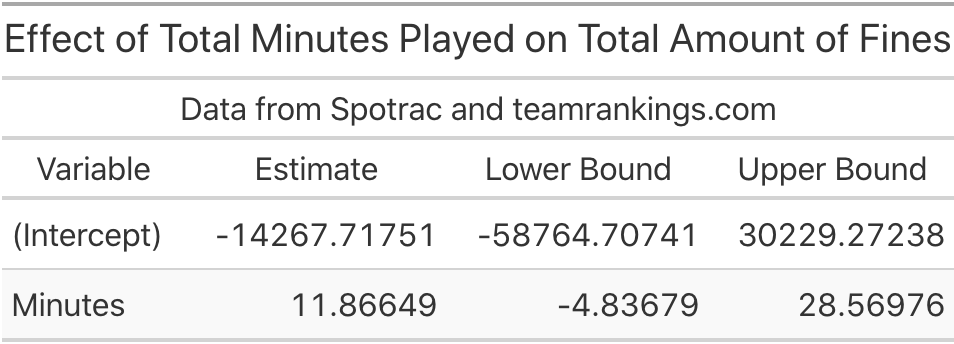 Effect of Total Minutes Played on Total Amount of Fines
Data from Spotrac and teamrankings.com
Variable Estimate Lower Bound Upper Bound
(Intercept) -14267.71751 -58764.70741 30229.27238
Minutes 11.86649 -4.83679 28.56976